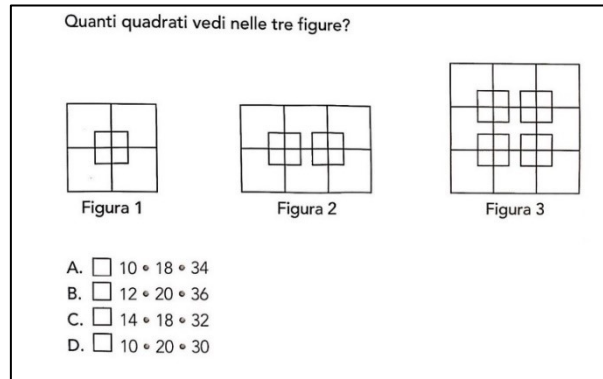 Quanti quadrati vedi nelle tre figure?
Figura 1
Figura 2
Figura 3
A. □ 10 • 18 • 34
B. □ 12 • 20 • 36
C. □ 14 • 18 • 32
D. □ 10 • 20 • 30